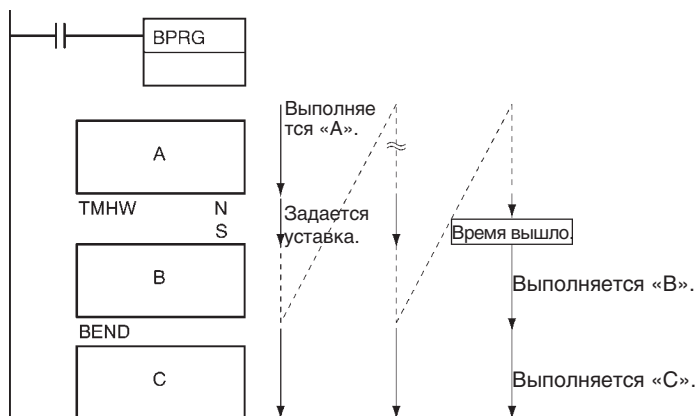 BPRG
Выполняе
тся «А».
A
TMHW N
S
Задается
уставка.
Время вышло.
B
Выполняется «В».
BEND
C
Выполняется «С».